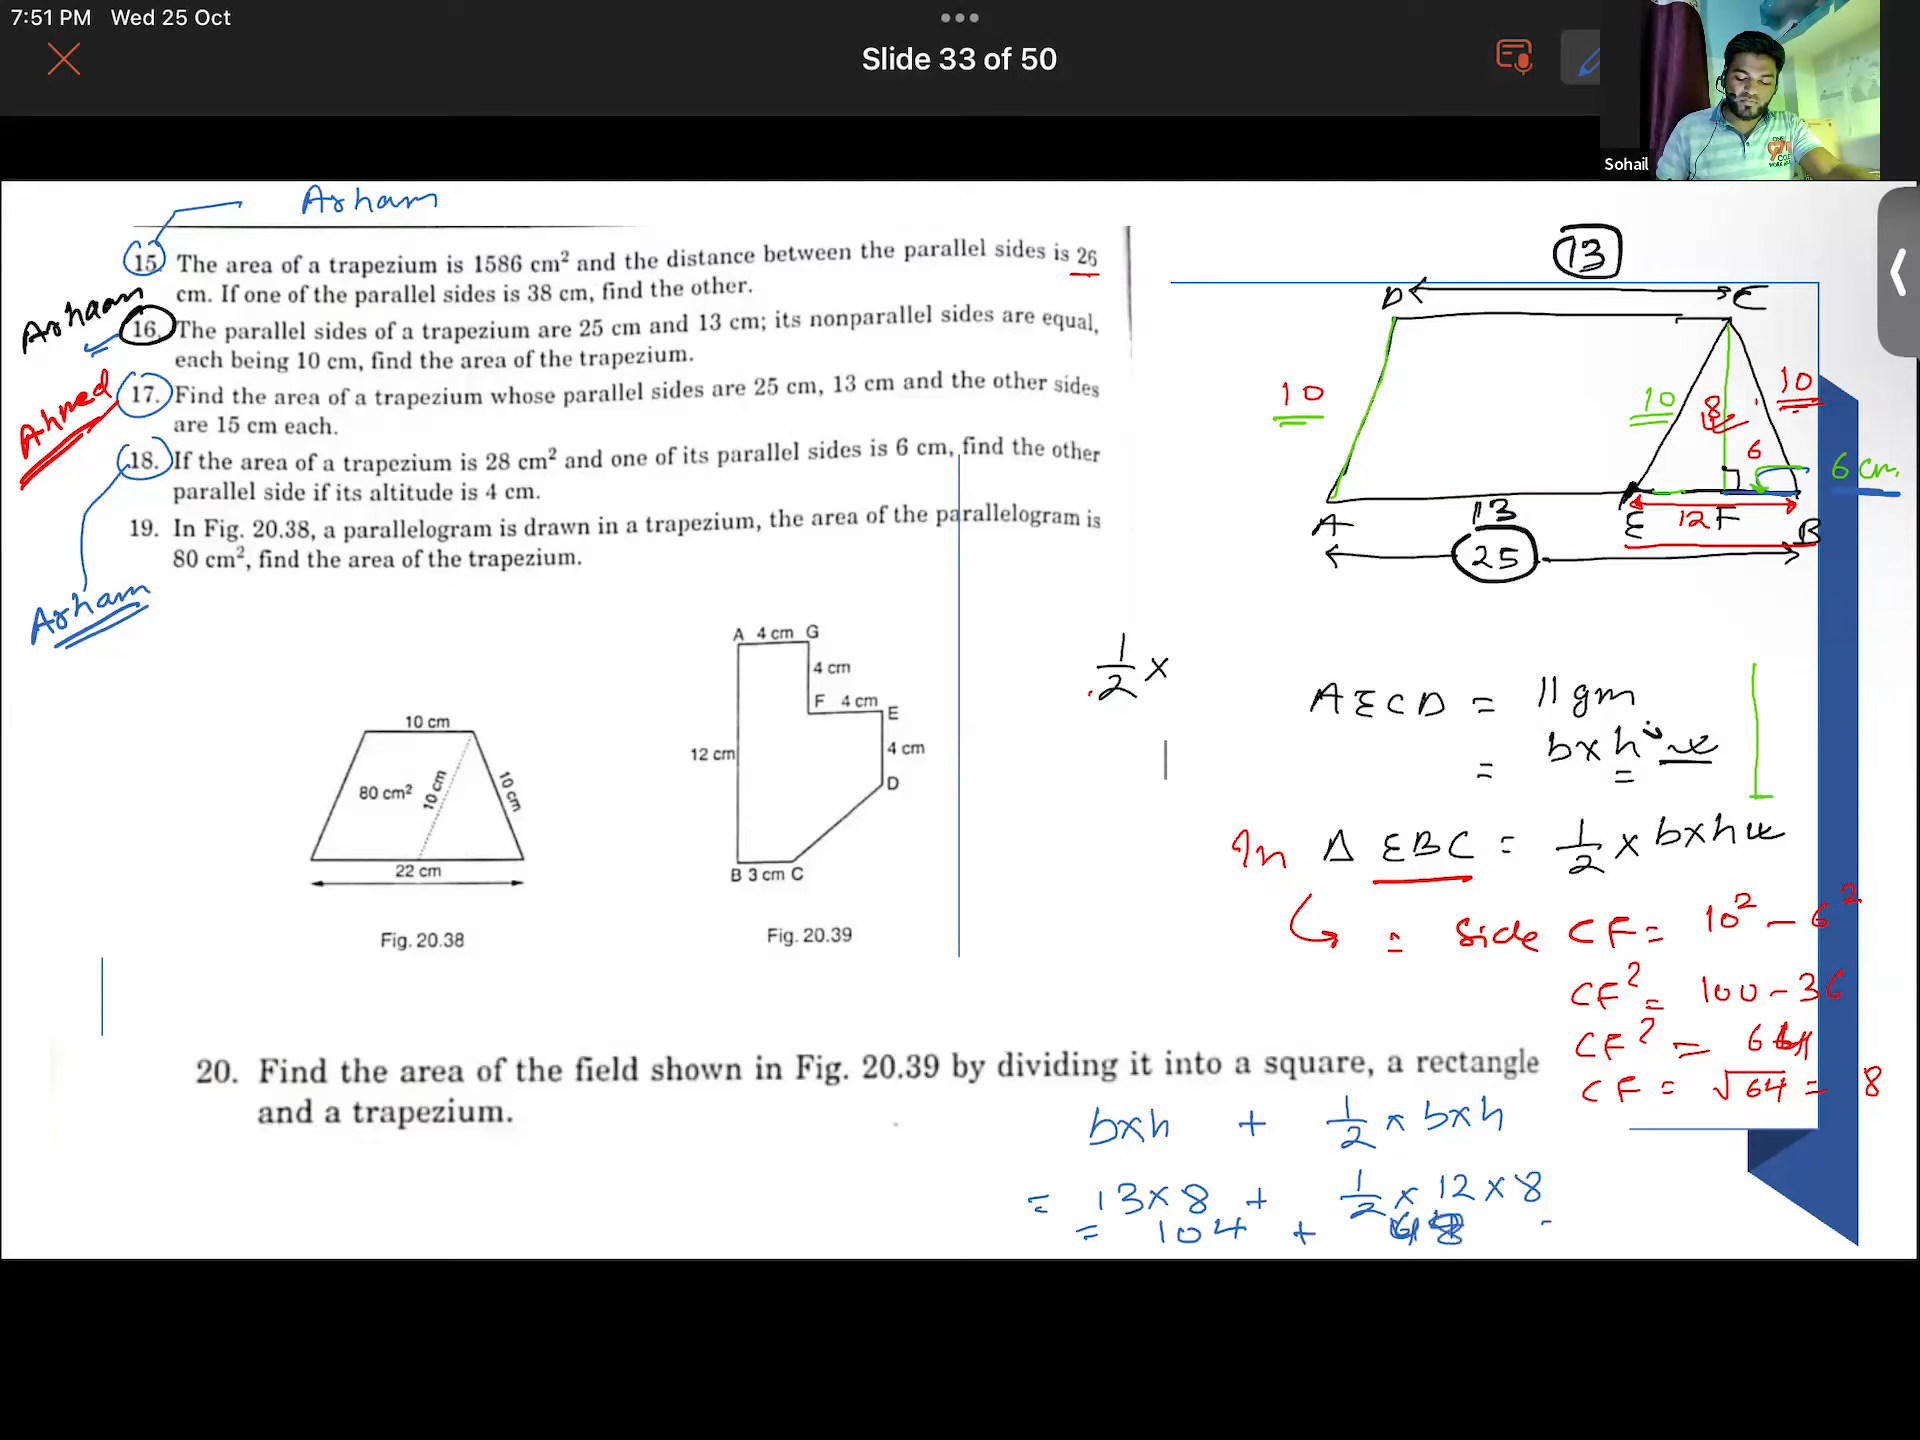 7:51 PM Wed 25 Oct
Slide 33 of 50
Sohail
Arham
15. The area of a trapezium is 1586 cm² and the distance between the parallel sides is 26
cm. If one of the parallel sides is 38 cm, find the other.
Arhaam
16. The parallel sides of a trapezium are 25 cm and 13 cm; its nonparallel sides are equal,
each being 10 cm, find the area of the trapezium.
Ahmed
17. Find the area of a trapezium whose parallel sides are 25 cm, 13 cm and the other sides
are 15 cm each.
18. If the area of a trapezium is 28 cm² and one of its parallel sides is 6 cm, find the other
parallel side if its altitude is 4 cm.
19. In Fig. 20.38, a parallelogram is drawn in a trapezium, the area of the parallelogram is
80 cm², find the area of the trapezium.
Arham
10 cm
80 cm²
10 cm
10 cm
22 cm
Fig. 20.38
A 4 cm G
4 cm
F 4 cm E
12 cm
4 cm
D
B 3 cm C
Fig. 20.39
13
D C
10 10 8 10
6
6 cm.
A 13 E 12 F B
25
1/2 ×
AECD = llgm
= b×h
In Δ EBC = 1/2 × b×h
= Side CF = 10² − 6²
CF² = 100 − 36
CF² = 64
CF = √64 = 8
20. Find the area of the field shown in Fig. 20.39 by dividing it into a square, a rectangle
and a trapezium.
b×h + 1/2 × b×h
= 13×8 + 1/2 × 12 × 8
= 104 + 48